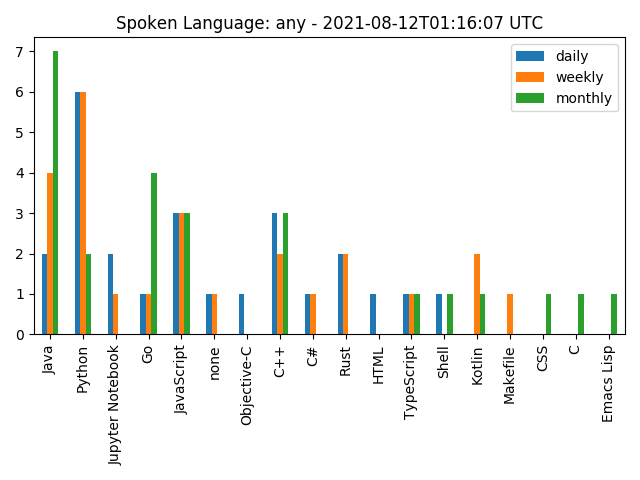 Spoken Language: any - 2021-08-12T01:16:07 UTC
daily
weekly
monthly
7
6
5
4
3
2
1
0
Java
Python
Jupyter Notebook
Go
JavaScript
none
Objective-C
C++
C#
Rust
HTML
TypeScript
Shell
Kotlin
Makefile
CSS
C
Emacs Lisp